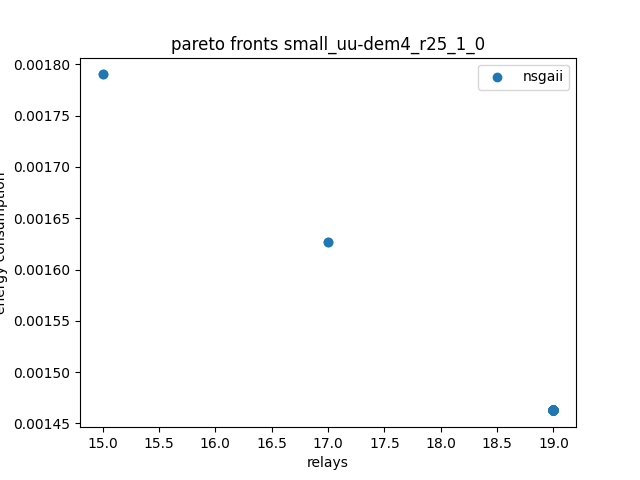 pareto fronts small_uu-dem4_r25_1_0
nsgaii
0.00180
0.00175
0.00170
0.00165
0.00160
0.00155
0.00150
0.00145
energy consumption
15.0 15.5 16.0 16.5 17.0 17.5 18.0 18.5 19.0
relays